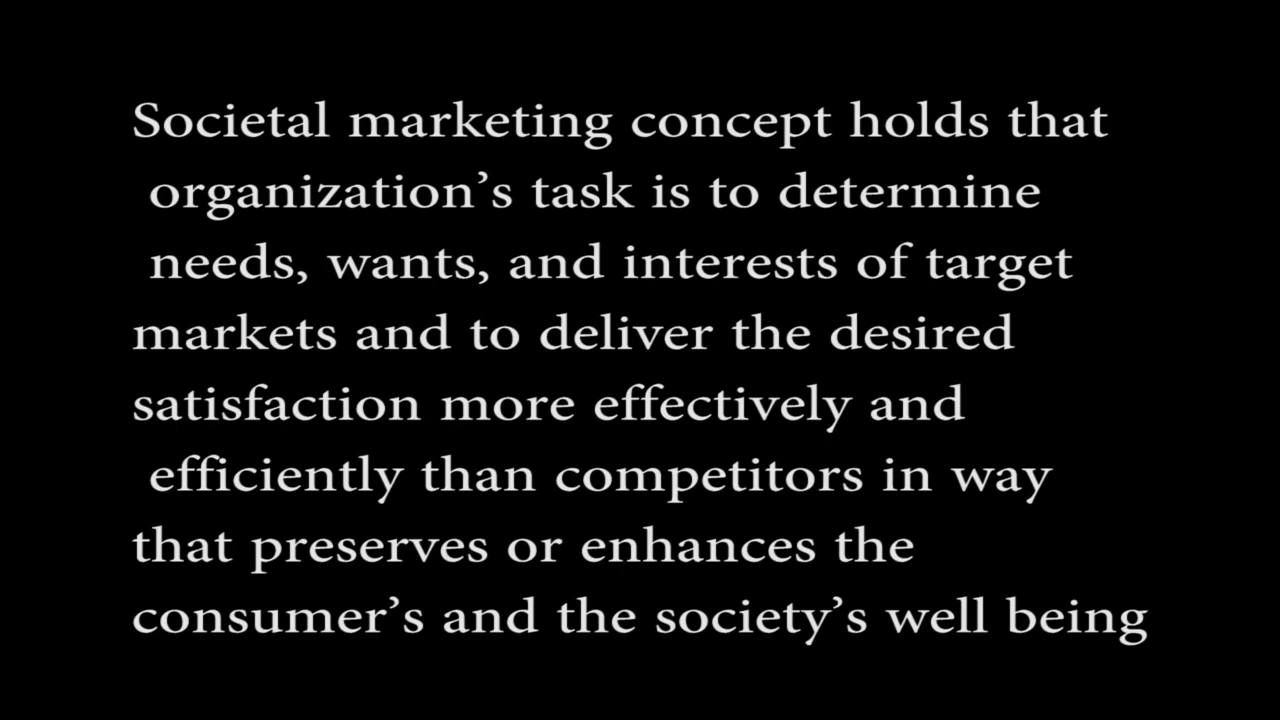 Societal marketing concept holds that
organization’s task is to determine
needs, wants, and interests of target
markets and to deliver the desired
satisfaction more effectively and
efficiently than competitors in way
that preserves or enhances the
consumer’s and the society’s well being